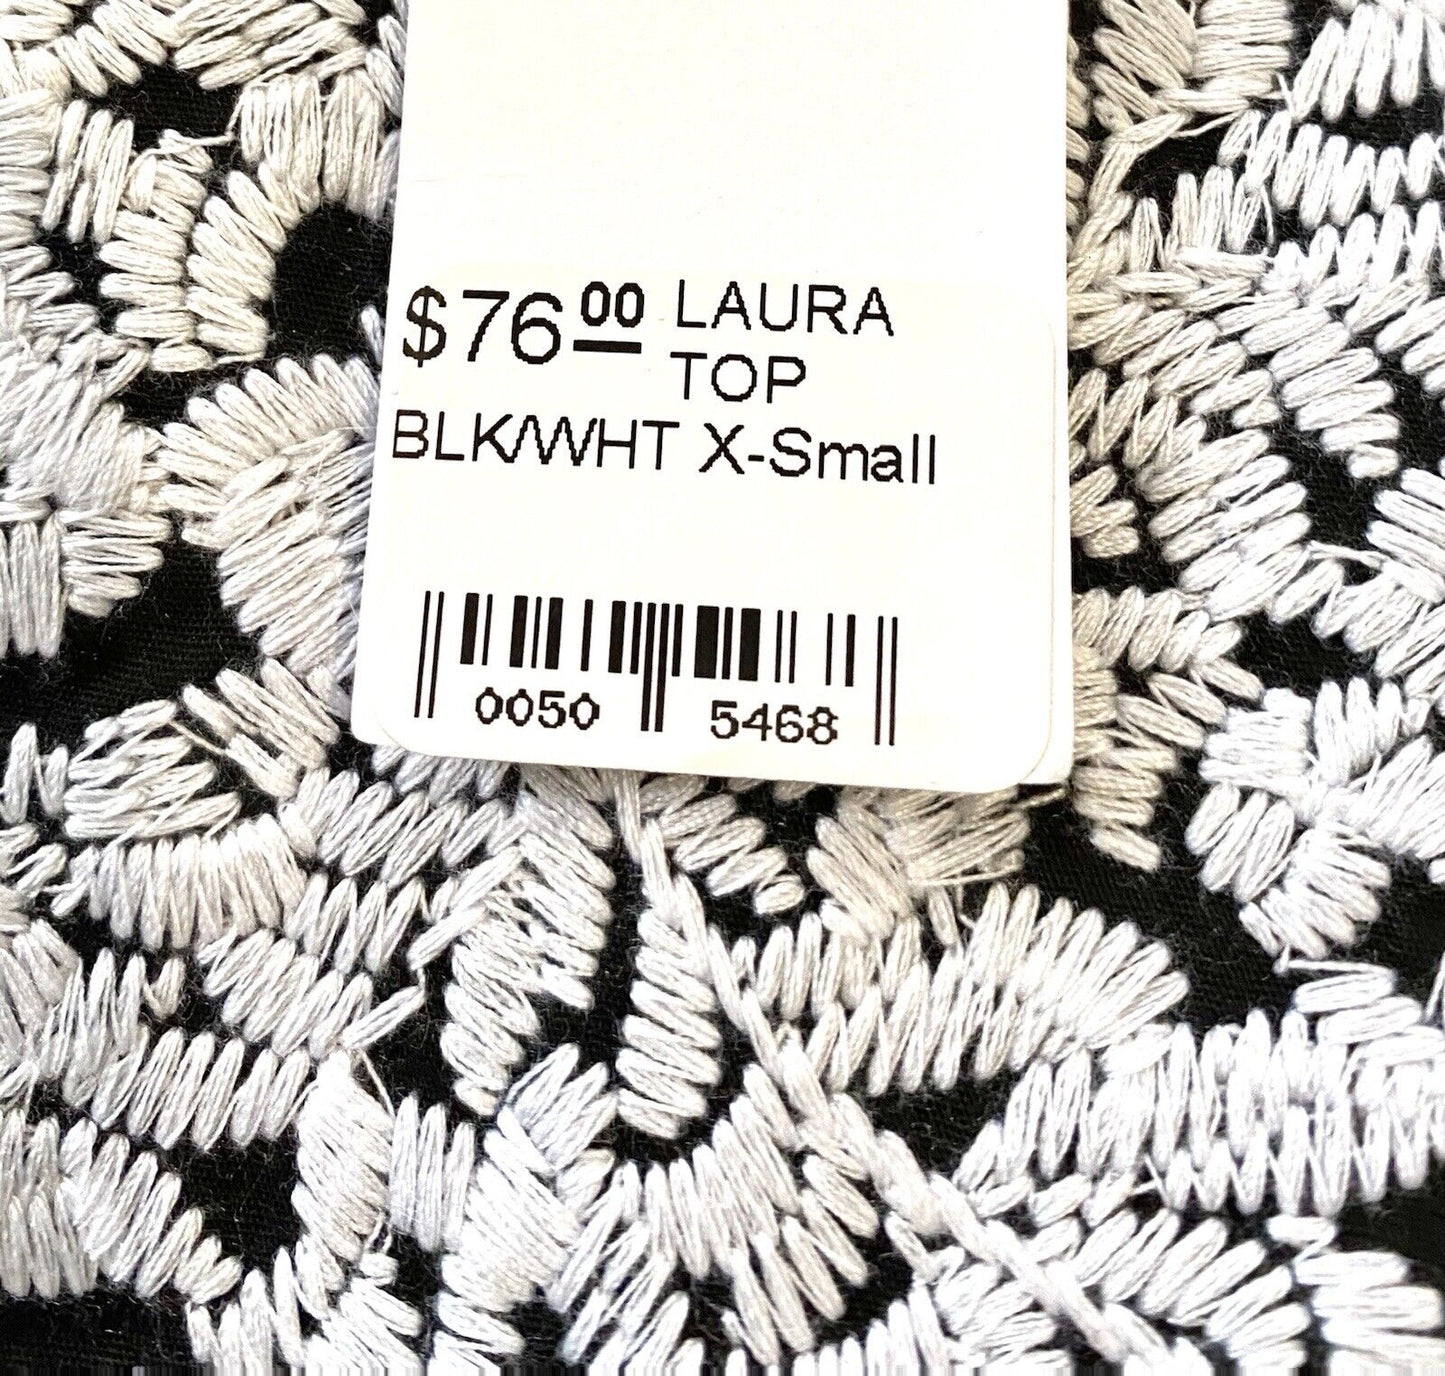 $76.00 LAURA
TOP
BLK/WHT X-Small
0050 5468